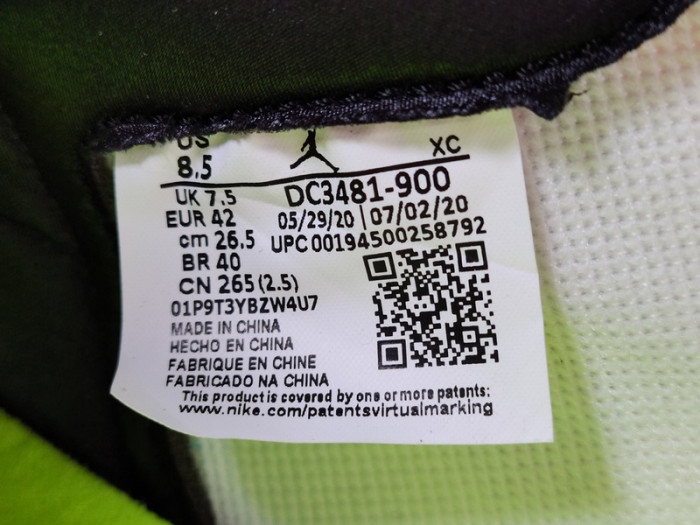 US
8.5
XC
UK 7.5
EUR 42
cm 26.5
BR 40
CN 265 (2.5)
DC3481-900
05/29/20 | 07/02/20
UPC 00194500258792
01P9T3YBZW4U7
MADE IN CHINA
HECHO EN CHINA
FABRIQUE EN CHINE
FABRICADO NA CHINA
This product is covered by one or more patents:
www.nike.com/patentsvirtualmarking